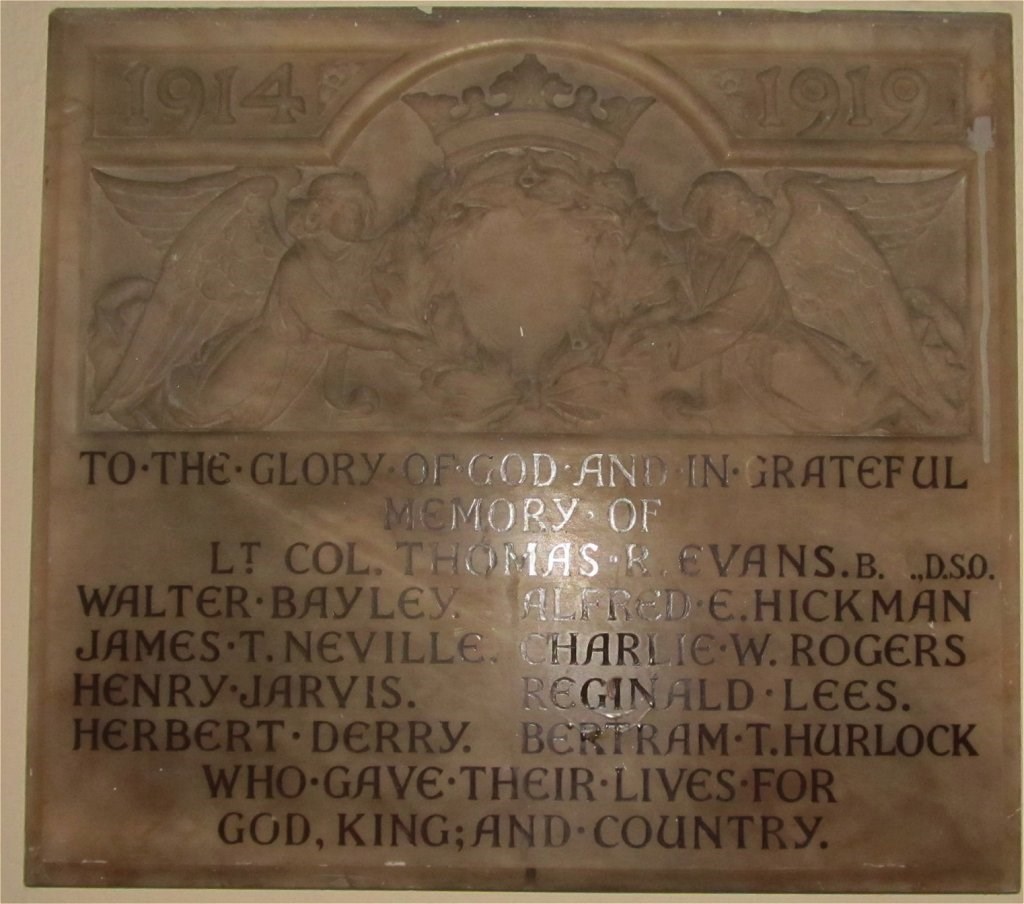 1914 1919
TO·THE·GLORY·OF·GOD·AND·IN·GRATEFUL
MEMORY·OF
LT COL. THOMAS·R. EVANS.B. .,D.S.O.
WALTER·BAYLEY. ALFRED·E.HICKMAN
JAMES·T.NEVILLE. CHARLIE·W.ROGERS
HENRY·JARVIS. REGINALD·LEES.
HERBERT·DERRY. BERTRAM·T.HURLOCK
WHO·GAVE·THEIR·LIVES·FOR
GOD, KING; AND·COUNTRY.